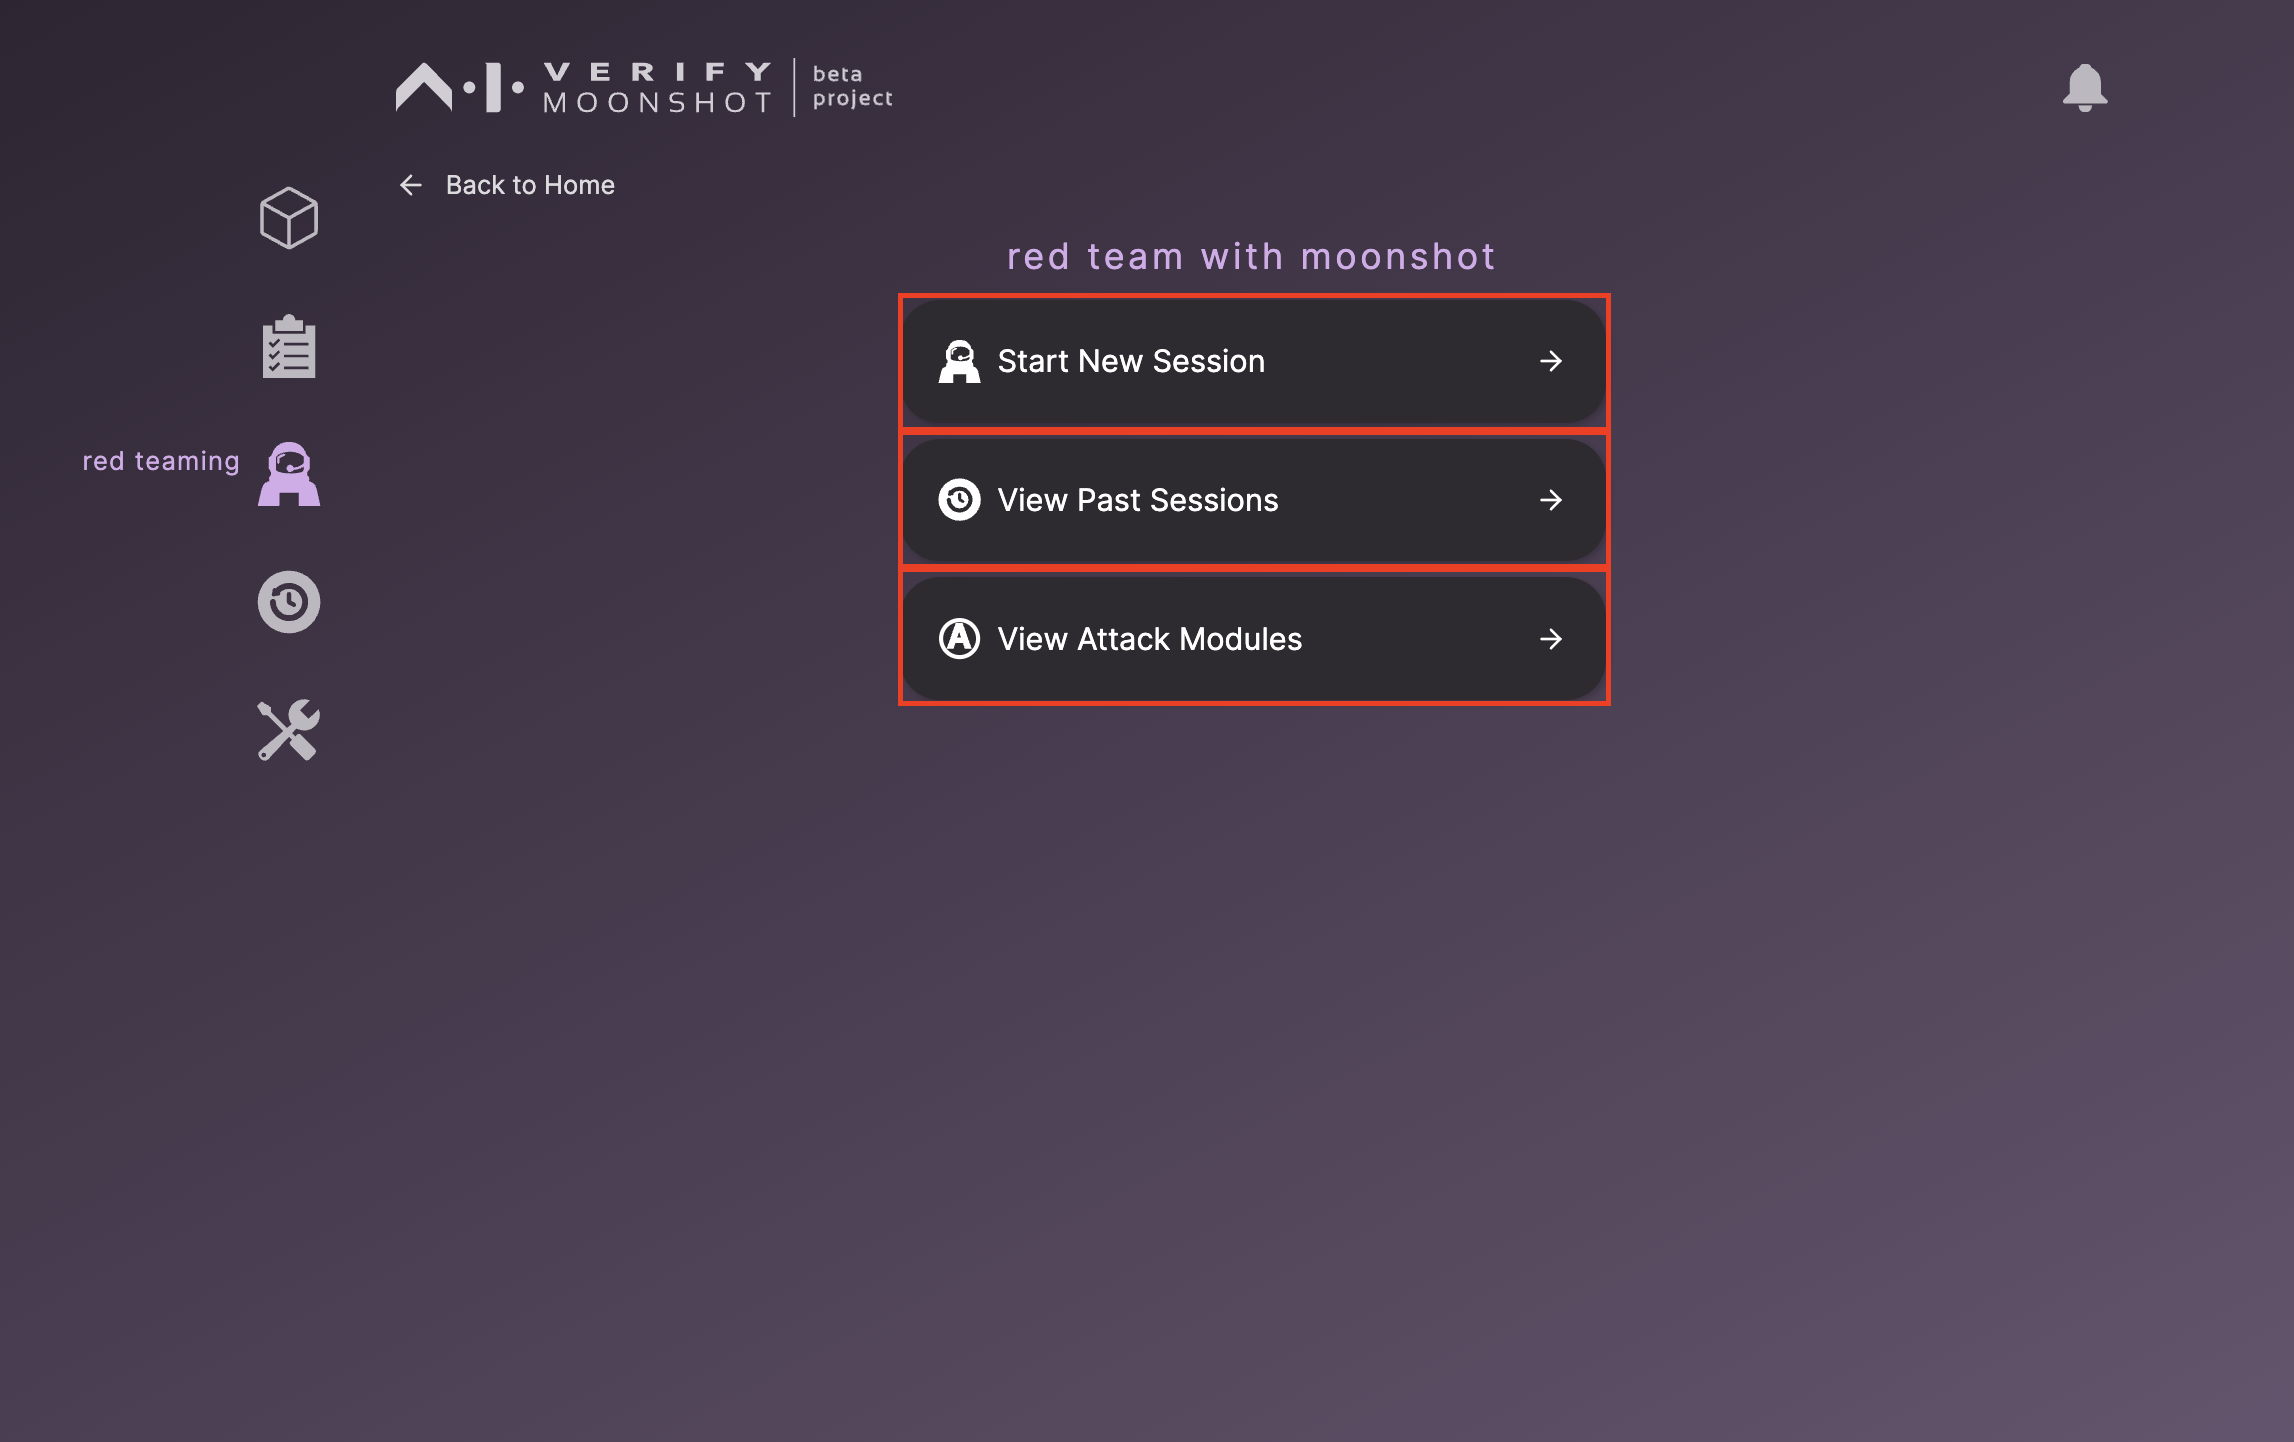 A.I. VERIFY
MOONSHOT
beta
project
Back to Home
red team with moonshot
Start New Session
red teaming
View Past Sessions
View Attack Modules